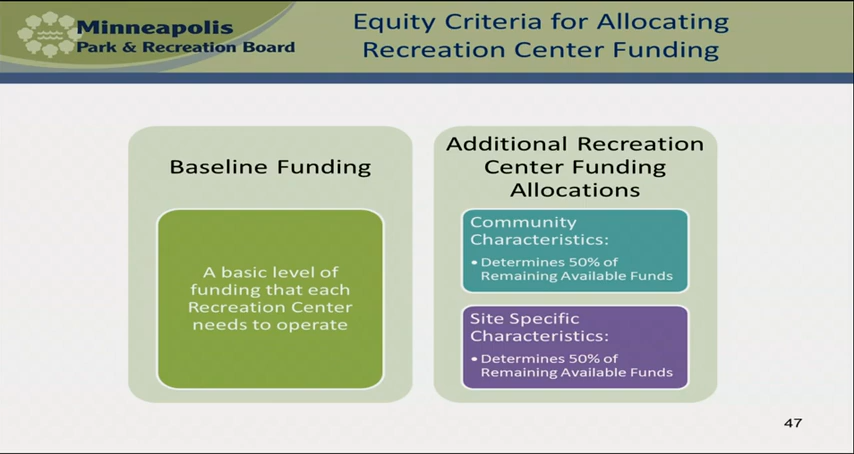 Minneapolis
Park & Recreation Board
Equity Criteria for Allocating
Recreation Center Funding
Baseline Funding
A basic level of
funding that each
Recreation Center
needs to operate
Additional Recreation
Center Funding
Allocations
Community
Characteristics:
• Determines 50% of
Remaining Available Funds
Site Specific
Characteristics:
• Determines 50% of
Remaining Available Funds
47